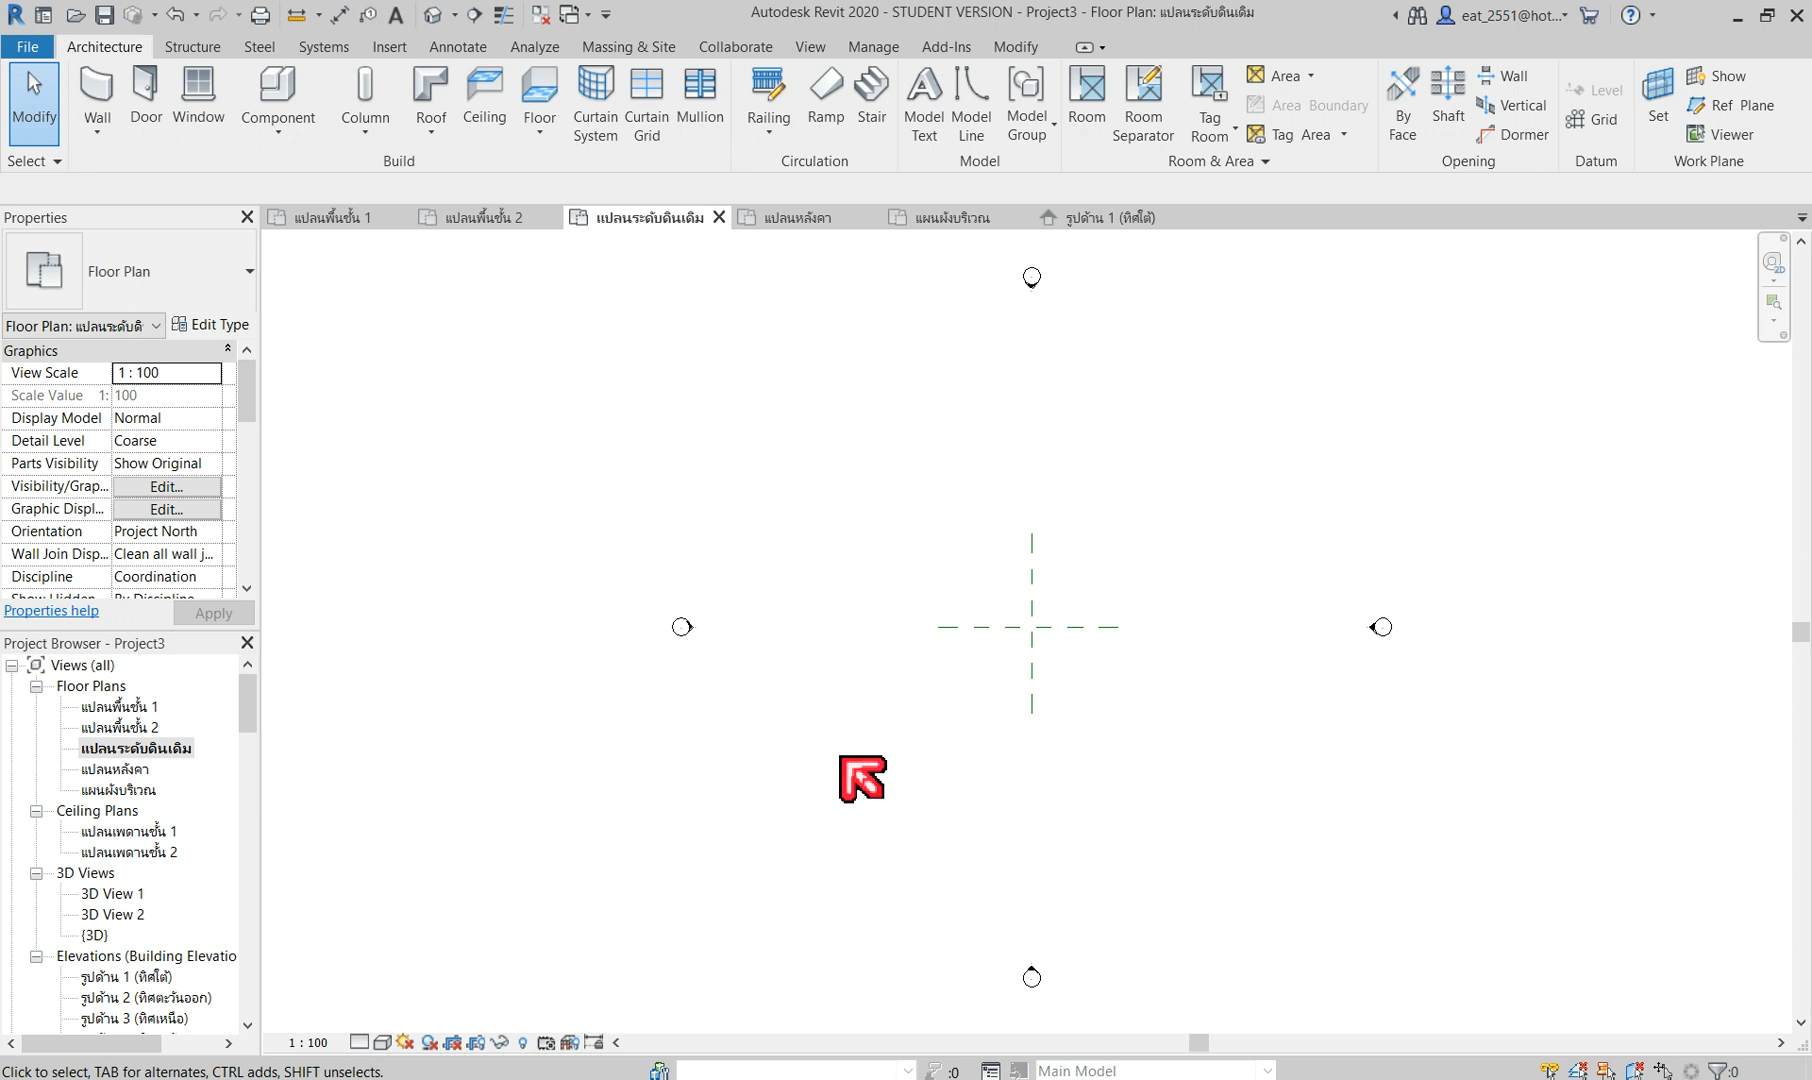 Autodesk Revit 2020 - STUDENT VERSION - Project3 - Floor Plan: แปลนระดับดินเดิม
eat_2551@hot...
File Architecture Structure Steel Systems Insert Annotate Analyze Massing & Site Collaborate View Manage Add-Ins Modify
Modify
Wall
Door
Window
Component
Column
Roof
Ceiling
Floor
Curtain System
Curtain Grid
Mullion
Railing
Ramp
Stair
Model Text
Model Line
Model Group
Room
Room Separator
Tag Room
Area
Area Boundary
Tag Area
By Face
Shaft
Wall
Vertical
Dormer
Level
Grid
Set
Show
Ref Plane
Viewer
Select Build Circulation Model Room & Area Opening Datum Work Plane
Properties
แปลนพื้นชั้น 1 แปลนพื้นชั้น 2 แปลนระดับดินเดิม แปลนหลังคา แผนผังบริเวณ รูปด้าน 1 (ทิศใต้)
Floor Plan
Floor Plan: แปลนระดับดิ Edit Type
Graphics
View Scale 1 : 100
Scale Value 1: 100
Display Model Normal
Detail Level Coarse
Parts Visibility Show Original
Visibility/Grap... Edit...
Graphic Displ... Edit...
Orientation Project North
Wall Join Disp... Clean all wall j...
Discipline Coordination
Show Hidden By Discipline
Properties help Apply
Project Browser - Project3
Views (all)
Floor Plans
แปลนพื้นชั้น 1
แปลนพื้นชั้น 2
แปลนระดับดินเดิม
แปลนหลังคา
แผนผังบริเวณ
Ceiling Plans
แปลนเพดานชั้น 1
แปลนเพดานชั้น 2
3D Views
3D View 1
3D View 2
{3D}
Elevations (Building Elevatio
รูปด้าน 1 (ทิศใต้)
รูปด้าน 2 (ทิศตะวันออก)
รูปด้าน 3 (ทิศเหนือ)
1 : 100
Click to select, TAB for alternates, CTRL adds, SHIFT unselects.
:0
Main Model
:0